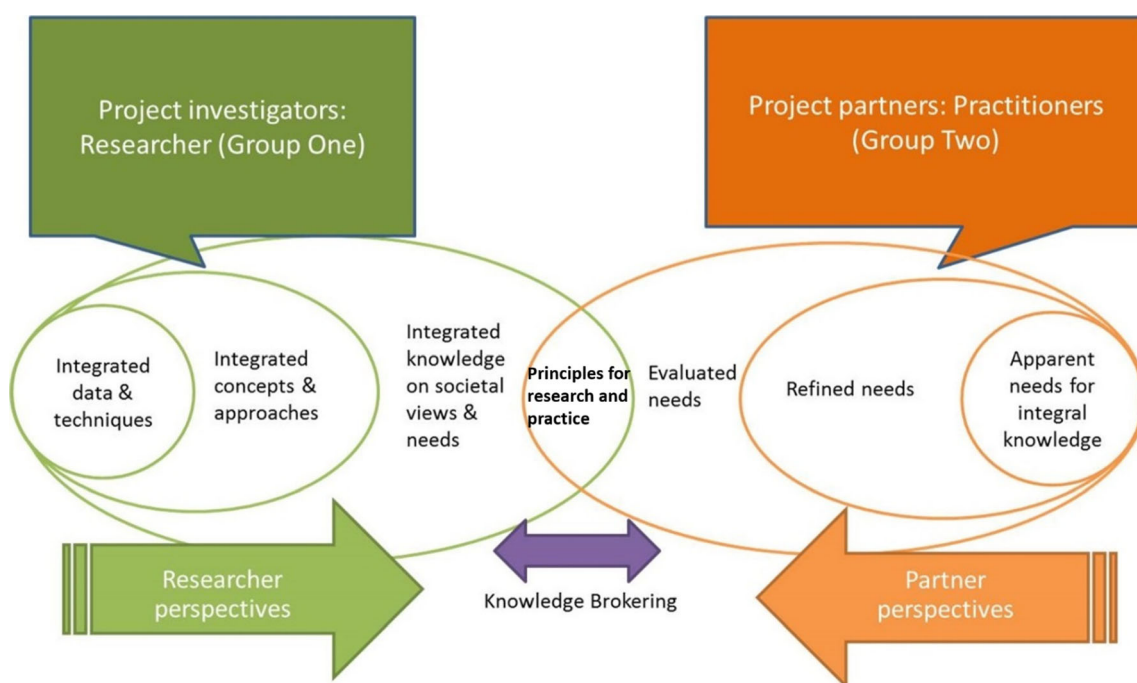 Project investigators:
Researcher (Group One)
Project partners: Practitioners
(Group Two)
Integrated
data &
techniques
Integrated
concepts &
approaches
Integrated
knowledge
on societal
views &
needs
Principles for
research and
practice
Evaluated
needs
Refined needs
Apparent
needs for
integral
knowledge
Researcher
perspectives
Knowledge Brokering
Partner
perspectives